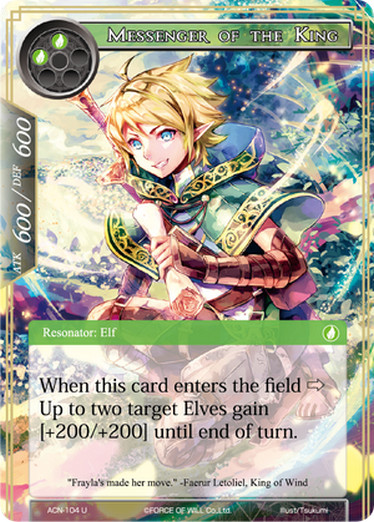 Messenger of the King
ATK 600 / DEF 600
Resonator: Elf
When this card enters the field ⇨
Up to two target Elves gain
[+200/+200] until end of turn.
"Frayla's made her move." -Faerur Letoliel, King of Wind
ACN-104 U ©FORCE OF WILL Co.,Ltd. Illust/Tsukumi